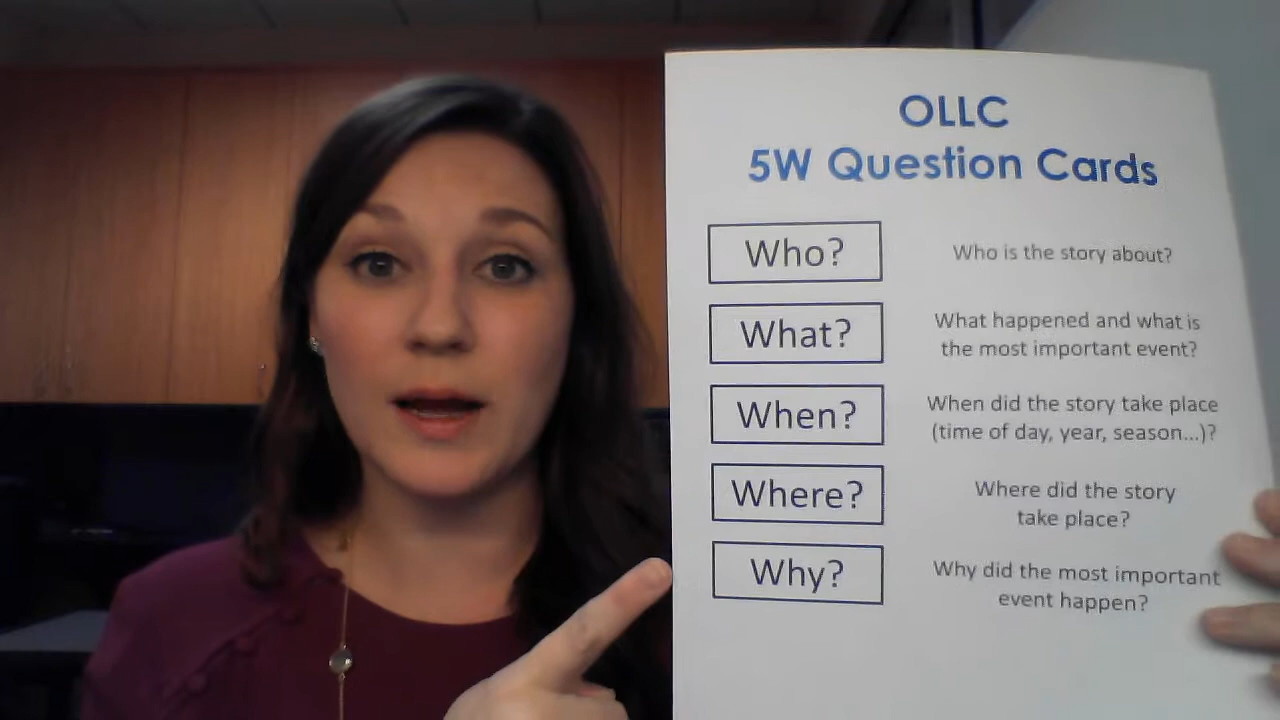 OLLC
5W Question Cards
Who?
Who is the story about?
What?
What happened and what is
the most important event?
When?
When did the story take place
(time of day, year, season...)?
Where?
Where did the story
take place?
Why?
Why did the most important
event happen?